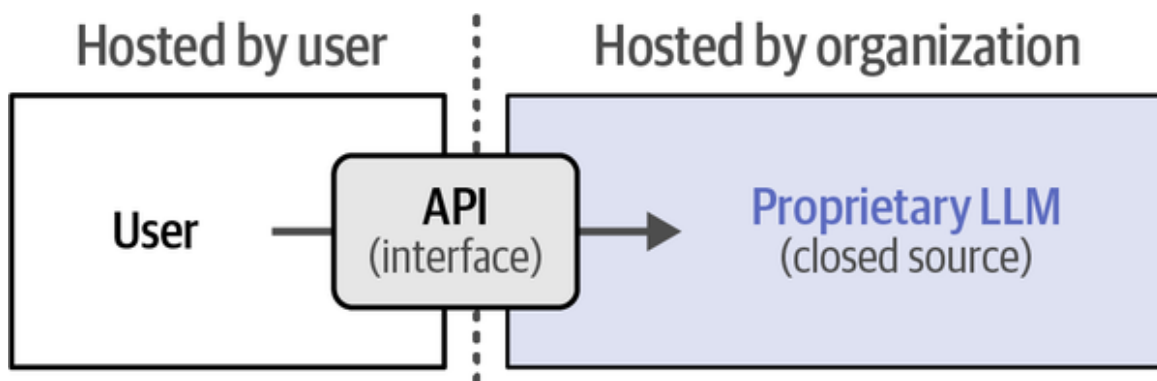 Hosted by user
Hosted by organization
User
API
(interface)
Proprietary LLM
(closed source)